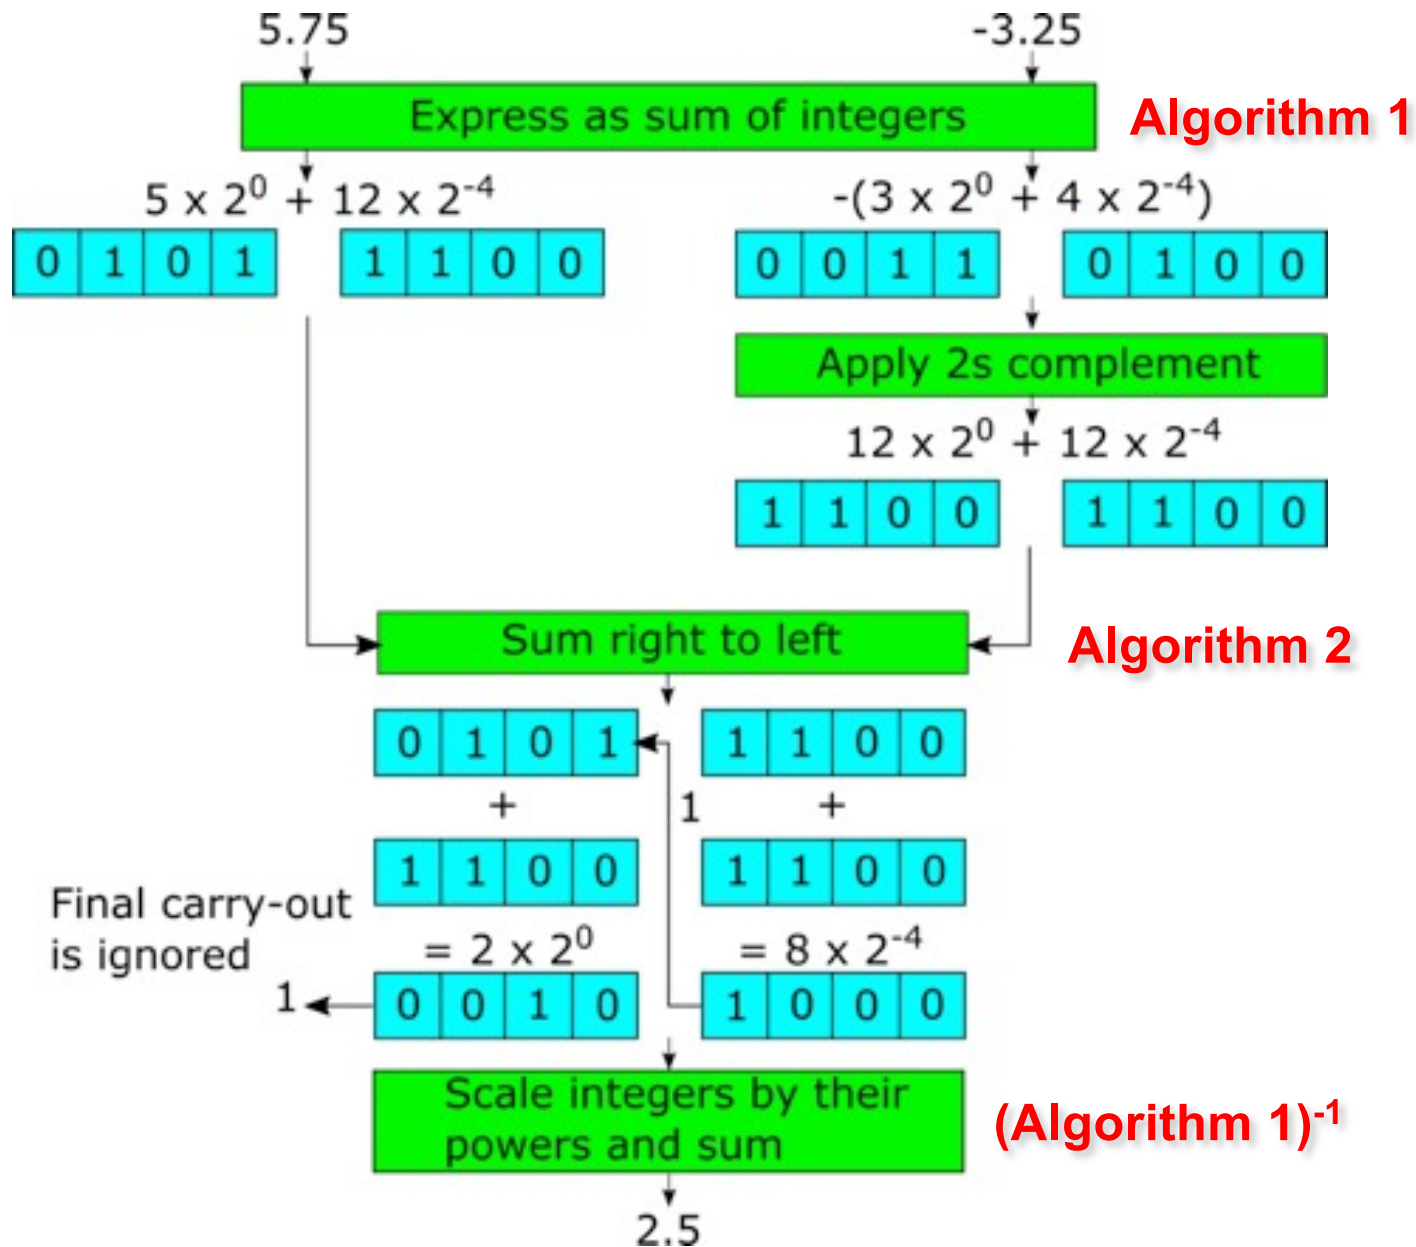 5.75 -3.25
Express as sum of integers Algorithm 1
5 x 2⁰ + 12 x 2⁻⁴ -(3 x 2⁰ + 4 x 2⁻⁴)
0 1 0 1 1 1 0 0 0 0 1 1 0 1 0 0
Apply 2s complement
12 x 2⁰ + 12 x 2⁻⁴
1 1 0 0 1 1 0 0
Sum right to left Algorithm 2
0 1 0 1 1 1 0 0
+ 1 +
1 1 0 0 1 1 0 0
Final carry-out
is ignored
= 2 x 2⁰ = 8 x 2⁻⁴
1 0 0 1 0 1 0 0 0
Scale integers by their
powers and sum
(Algorithm 1)⁻¹
2.5